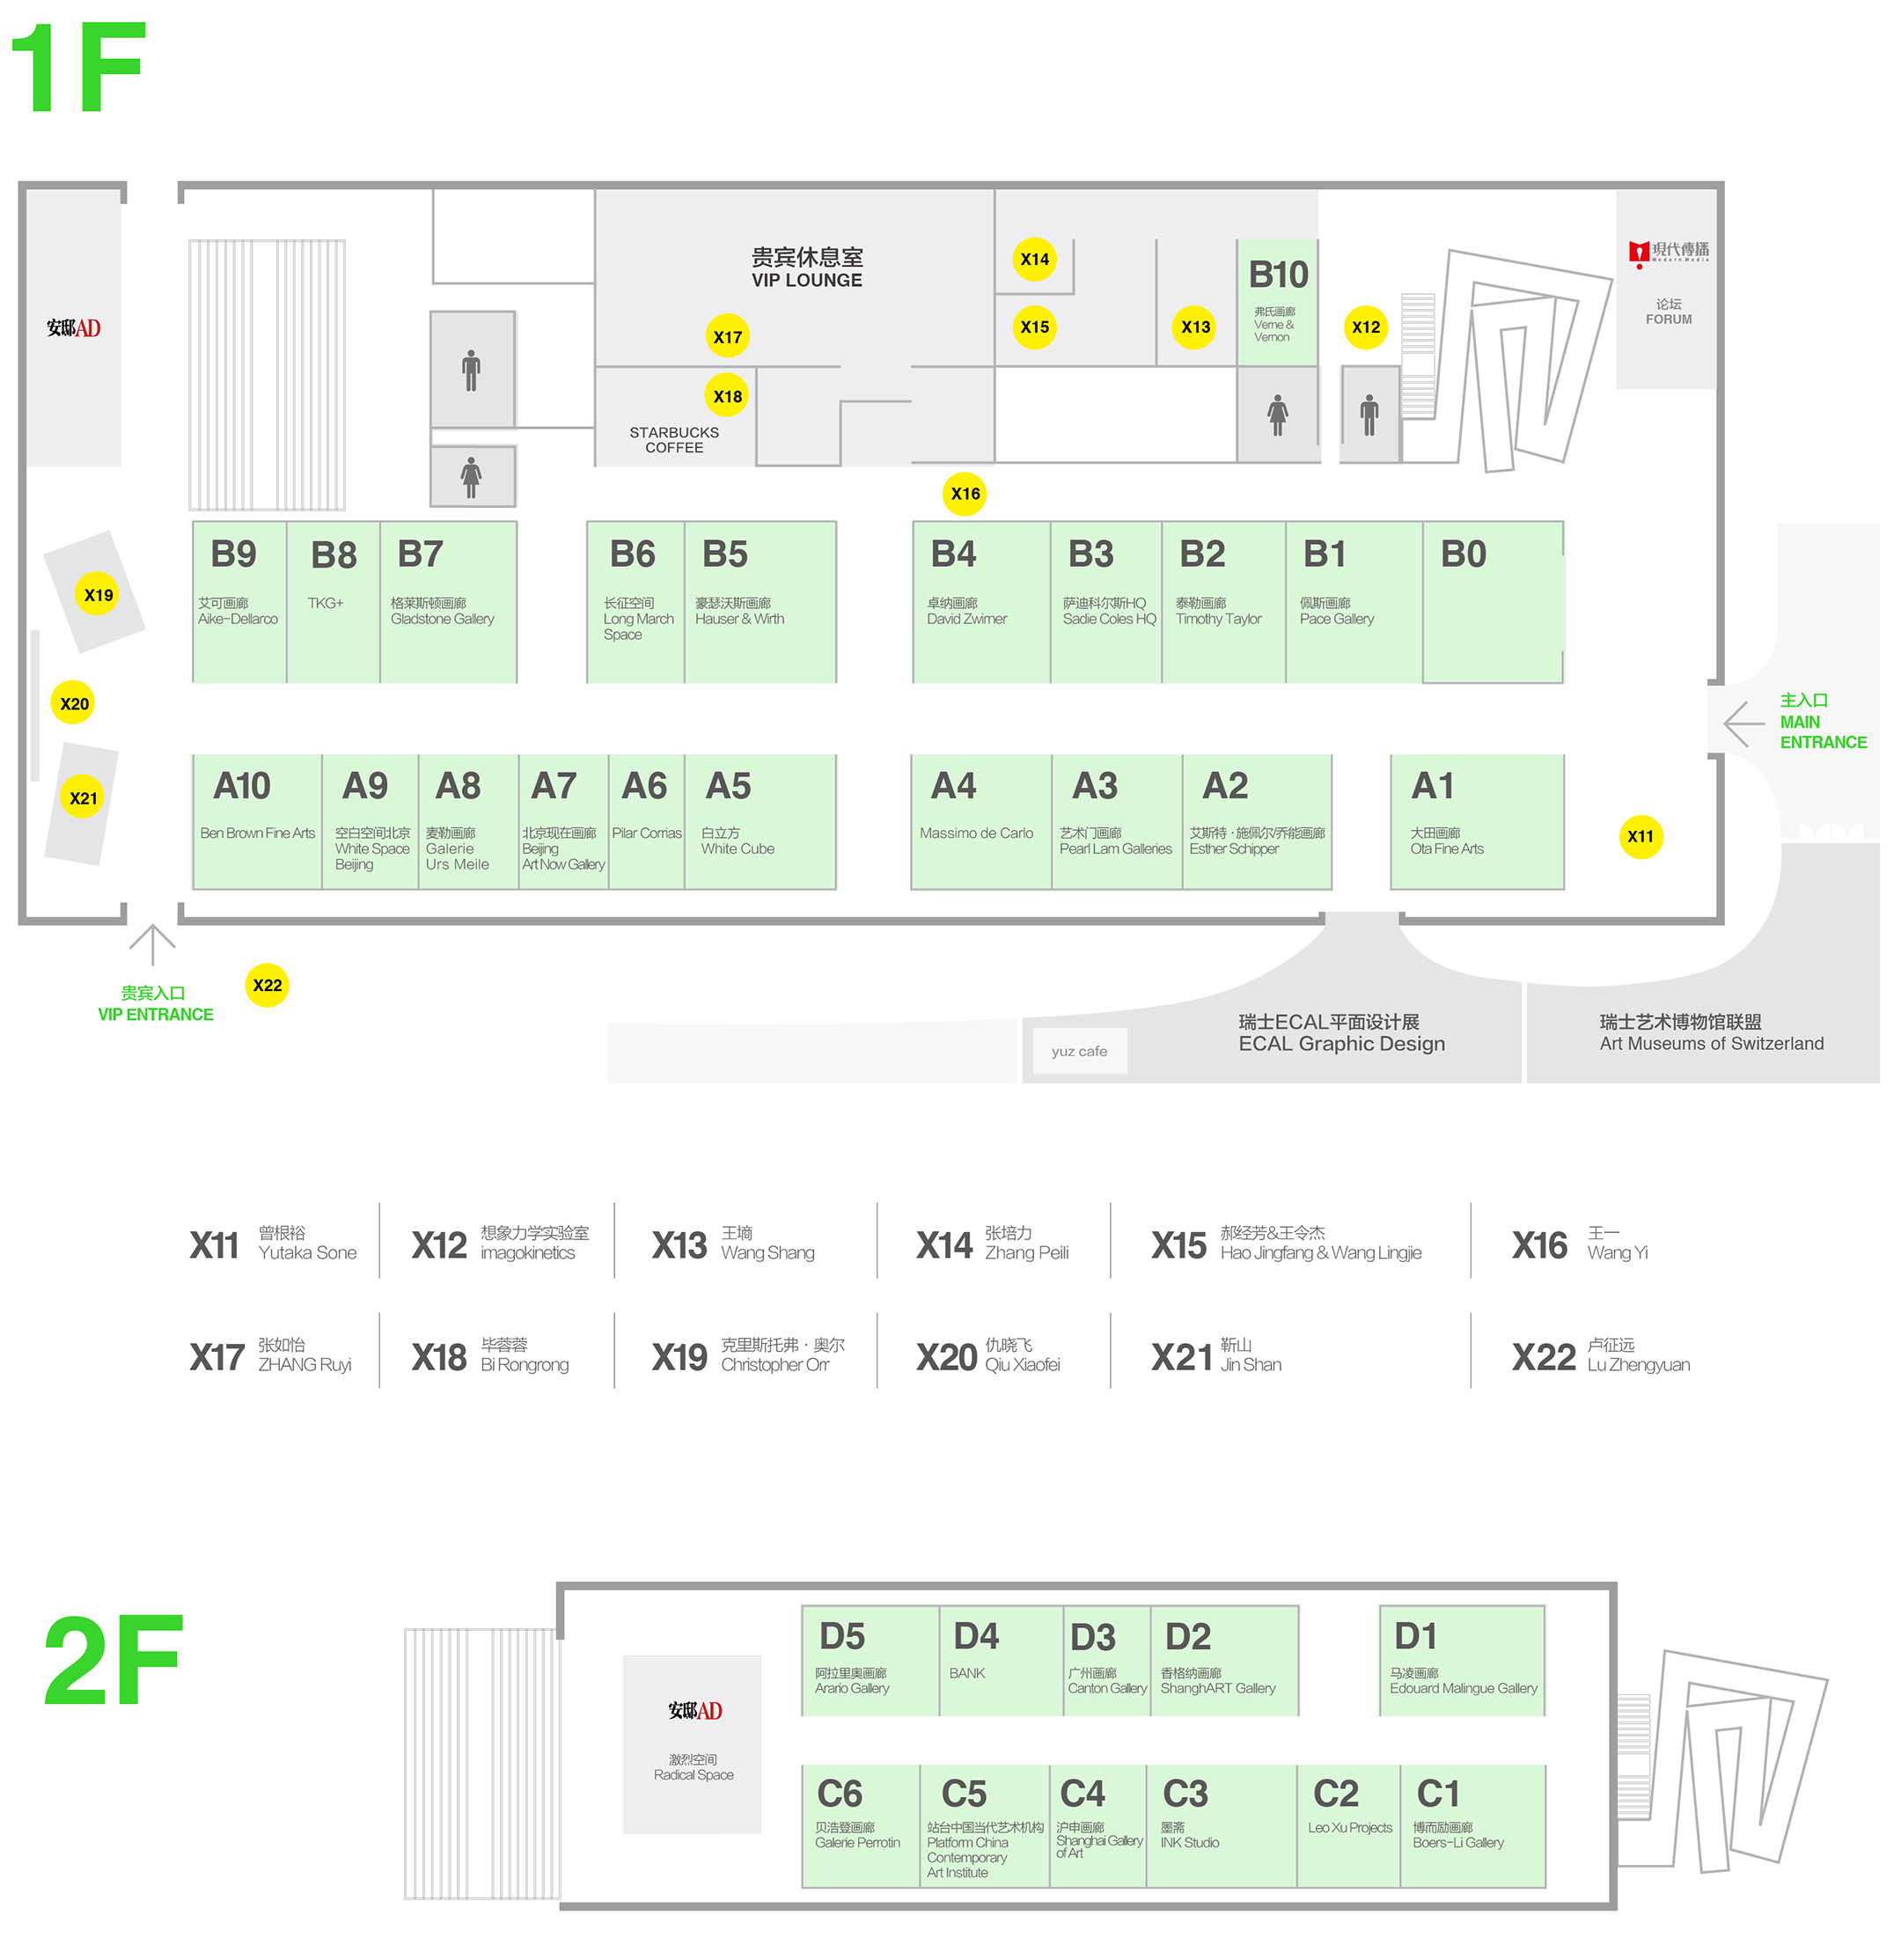 1F
安邸AD
贵宾休息室
VIP LOUNGE
X14
X15
X13
B10
弗氏画廊
Verne &
Vernon
X12
現代傳播
Modern Media
论坛
FORUM
X17
X18
STARBUCKS
COFFEE
X16
X19
X20
X21
B9
艾可画廊
Aike-Dellarco
B8
TKG+
B7
格莱斯顿画廊
Gladstone Gallery
B6
长征空间
Long March
Space
B5
豪瑟沃斯画廊
Hauser & Wirth
B4
卓纳画廊
David Zwirner
B3
萨迪科尔斯HQ
Sadie Coles HQ
B2
泰勒画廊
Timothy Taylor
B1
佩斯画廊
Pace Gallery
B0
主入口
MAIN
ENTRANCE
A10
Ben Brown Fine Arts
A9
空白空间北京
White Space
Beijing
A8
麦勒画廊
Galerie
Urs Meile
A7
北京现在画廊
Beijing
Art Now Gallery
A6
Pilar Corrias
A5
白立方
White Cube
A4
Massimo de Carlo
A3
艺术门画廊
Pearl Lam Galleries
A2
艾斯特·施佩尔/乔能画廊
Esther Schipper
A1
大田画廊
Ota Fine Arts
X11
贵宾入口
VIP ENTRANCE
X22
yuz cafe
瑞士ECAL平面设计展
ECAL Graphic Design
瑞士艺术博物馆联盟
Art Museums of Switzerland
X11 曾根裕
Yutaka Sone
X12 想象力学实验室
imagokinetics
X13 王墒
Wang Shang
X14 张培力
Zhang Peili
X15 郝经芳&王令杰
Hao Jingfang & Wang Lingjie
X16 王一
Wang Yi
X17 张如怡
ZHANG Ruyi
X18 毕蓉蓉
Bi Rongrong
X19 克里斯托弗·奥尔
Christopher Orr
X20 仇晓飞
Qiu Xiaofei
X21 靳山
Jin Shan
X22 卢征远
Lu Zhengyuan
2F
安邸AD
激烈空间
Radical Space
D5
阿拉里奥画廊
Arario Gallery
D4
BANK
D3
广州画廊
Canton Gallery
D2
香格纳画廊
ShanghART Gallery
D1
马凌画廊
Edouard Malingue Gallery
C6
贝浩登画廊
Galerie Perrotin
C5
站台中国当代艺术机构
Platform China
Contemporary
Art Institute
C4
沪申画廊
Shanghai Gallery
of Art
C3
墨斋
INK Studio
C2
Leo Xu Projects
C1
博而励画廊
Boers-Li Gallery